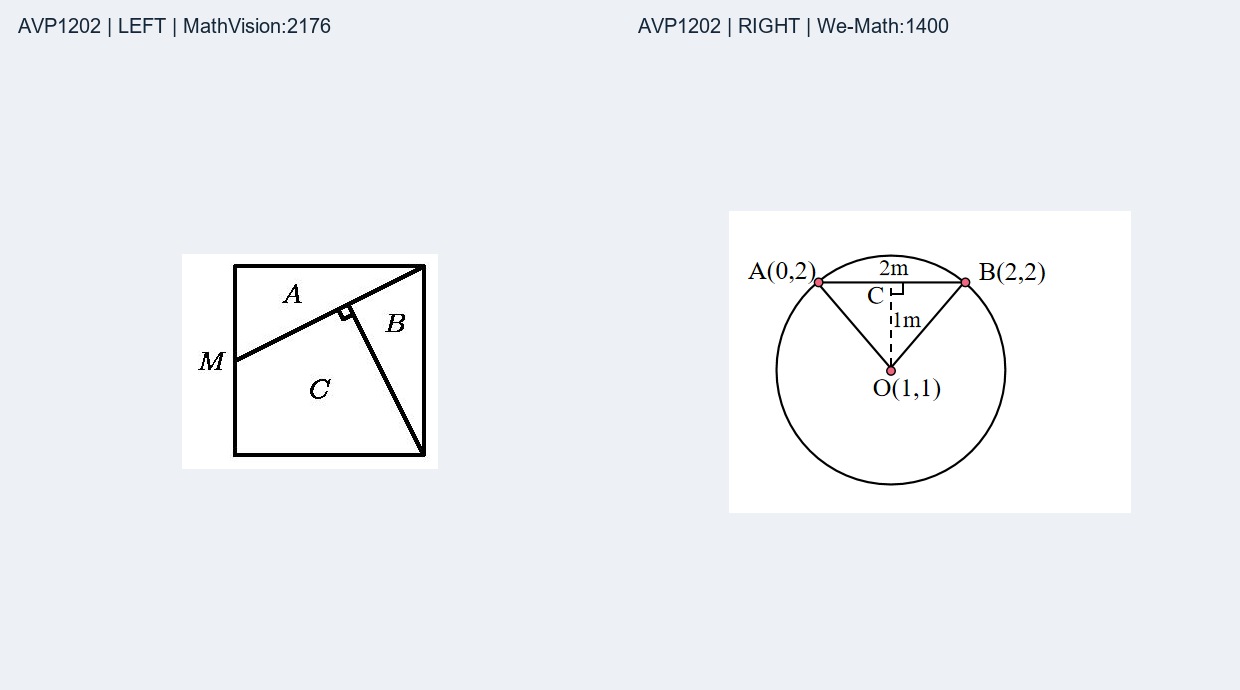 AVP1202 | LEFT | MathVision:2176
AVP1202 | RIGHT | We-Math:1400
A
B
M
C
A(0,2)
2m
B(2,2)
C
1m
O(1,1)